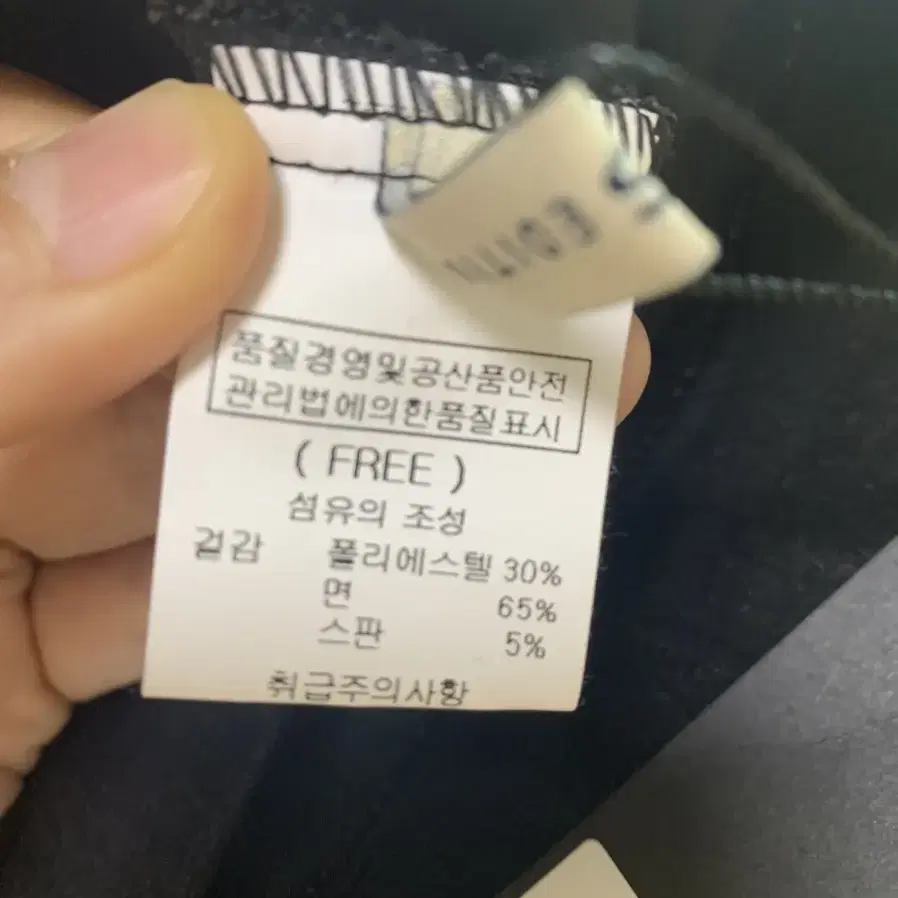 품질경영및공산품안전
관리법에의한품질표시
( FREE )
섬유의 조성
겉감 폴리에스텔 30%
면 65%
스판 5%
취급주의사항